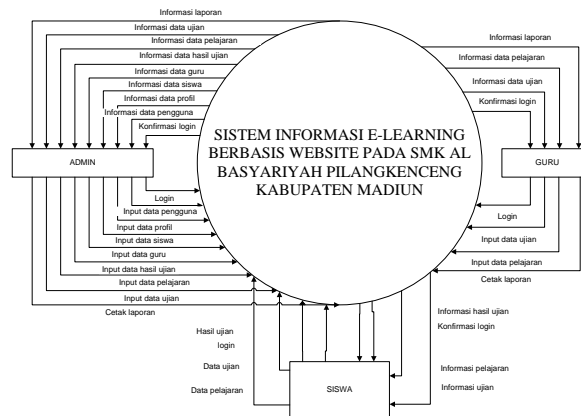 Informasi laporan
Informasi data ujian
Informasi data pelajaran
Informasi data hasil ujian
Informasi data guru
Informasi data siswa
Informasi data profil
Informasi data pengguna
Konfirmasi login
ADMIN
Login
Input data pengguna
Input data profil
Input data siswa
Input data guru
Input data hasil ujian
Input data pelajaran
Input data ujian
Cetak laporan
SISTEM INFORMASI E-LEARNING
BERBASIS WEBSITE PADA SMK AL
BASYARIYAH PILANGKENCENG
KABUPATEN MADIUN
Informasi laporan
Informasi data pelajaran
Informasi data ujian
Konfirmasi login
GURU
Login
Input data ujian
Input data pelajaran
Cetak laporan
Hasil ujian
login
Data ujian
Data pelajaran
SISWA
Informasi hasil ujian
Konfirmasi login
Informasi pelajaran
Informasi ujian